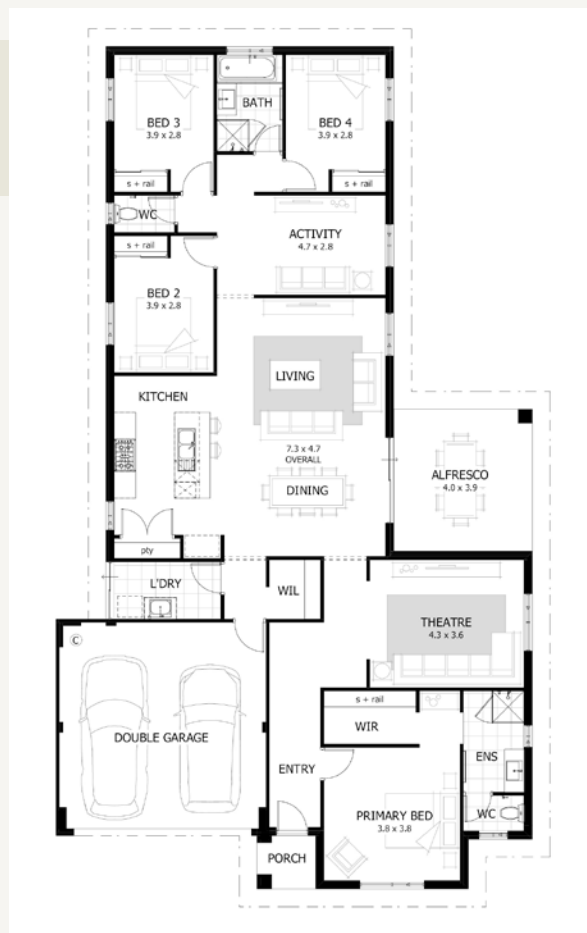 BED 3
3.9 x 2.8
BATH
BED 4
3.9 x 2.8
s + rail
s + rail
WC
ACTIVITY
4.7 x 2.8
s + rail
BED 2
3.9 x 2.8
LIVING
KITCHEN
7.3 x 4.7
OVERALL
DINING
ALFRESCO
4.0 x 3.9
pty
L'DRY
WIL
THEATRE
4.3 x 3.6
C
DOUBLE GARAGE
s + rail
WIR
ENS
ENTRY
PRIMARY BED
3.8 x 3.8
WC
PORCH